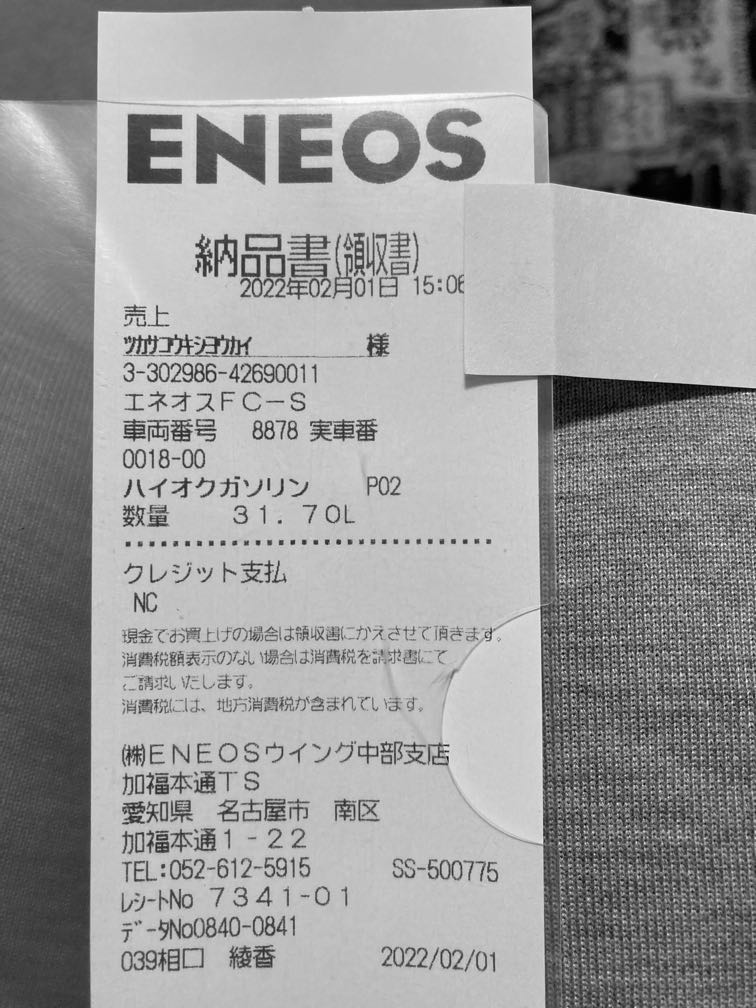 ENEOS
納品書(領収書)
2022年02月01日 15:06
売上
ﾂｶｻｺｳｷｼﾖｳｶｲ 様
3-302986-42690011
エネオスFC-S
車両番号 8878 実車番
0018-00
ハイオクガソリン P02
数量 31.70L
クレジット支払
NC
現金でお買上げの場合は領収書にかえさせて頂きます。
消費税額表示のない場合は消費税を請求書にて
ご請求いたします。
消費税には、地方消費税が含まれています。
㈱ENEOSウイング中部支店
加福本通TS
愛知県 名古屋市 南区
加福本通1-22
TEL:052-612-5915 SS-500775
ﾚｼｰﾄNo 7341-01
ﾃﾞｰﾀNo0840-0841
039相口 綾香 2022/02/01